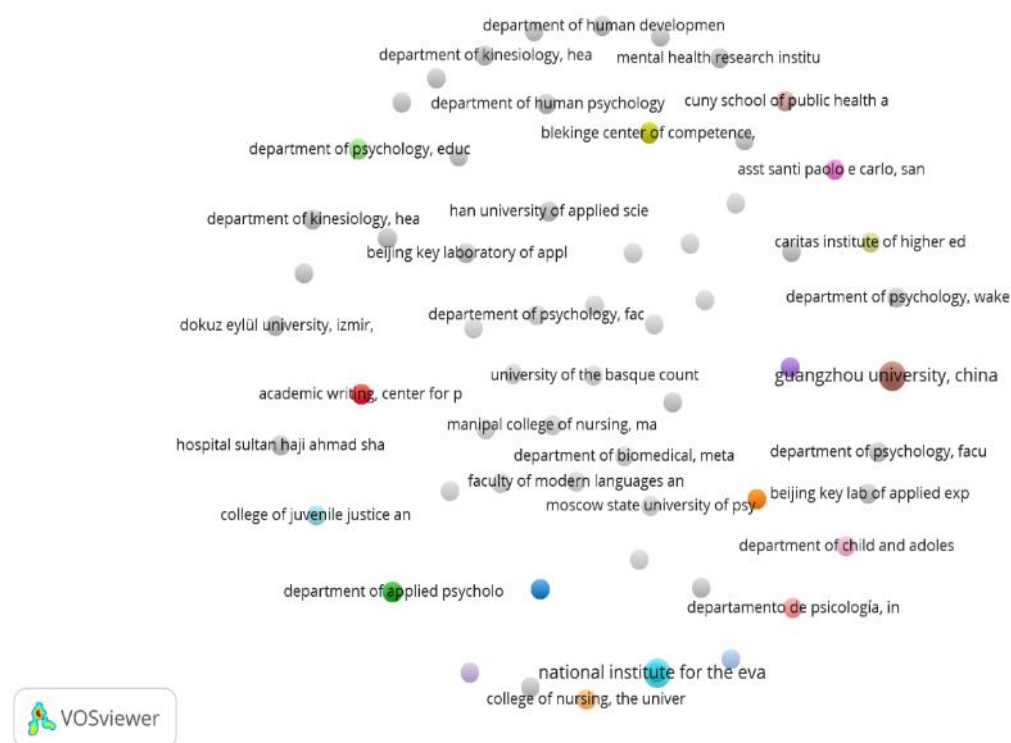 department of human developmen
department of kinesiology, hea
mental health research institu
department of human psychology
cuny school of public health a
blekinge center of competence,
department of psychology, educ
asst santi paolo e carlo, san
han university of applied scie
department of kinesiology, hea
caritas institute of higher ed
beijing key laboratory of appl
department of psychology, wake
departement of psychology, fac
dokuz eylül university, izmir,
university of the basque count
guangzhou university, china
academic writing, center for p
manipal college of nursing, ma
hospital sultan haji ahmad sha
department of psychology, facu
department of biomedical, meta
faculty of modern languages an
beijing key lab of applied exp
moscow state university of psy
college of juvenile justice an
department of child and adoles
department of applied psycholo
departamento de psicología, in
national institute for the eva
college of nursing, the univer
VOSviewer